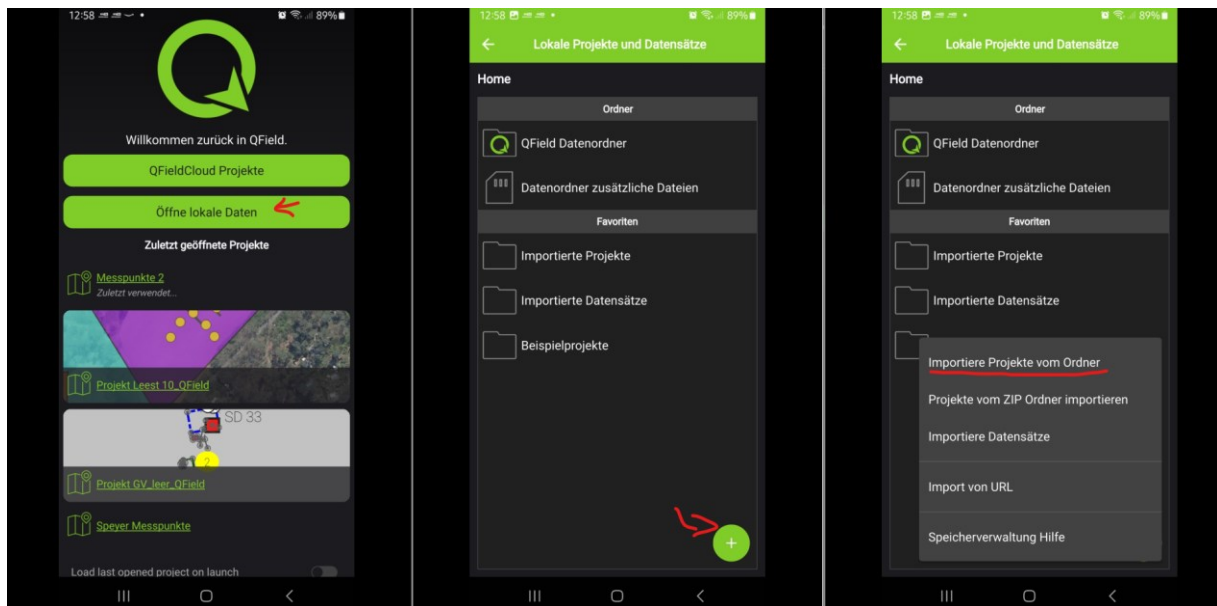 12:58
89%
Willkommen zurück in QField.
QFieldCloud Projekte
Öffne lokale Daten
Zuletzt geöffnete Projekte
Messpunkte 2
Zuletzt verwendet...
Projekt Leest 10_QField
SD 33
2
Projekt GV_leer_QField
Speyer Messpunkte
Load last opened project on launch
12:58
89%
Lokale Projekte und Datensätze
Home
Ordner
QField Datenordner
Datenordner zusätzliche Dateien
Favoriten
Importierte Projekte
Importierte Datensätze
Beispielprojekte
+
12:58
89%
Lokale Projekte und Datensätze
Home
Ordner
QField Datenordner
Datenordner zusätzliche Dateien
Favoriten
Importierte Projekte
Importierte Datensätze
Importiere Projekte vom Ordner
Projekte vom ZIP Ordner importieren
Importiere Datensätze
Import von URL
Speicherverwaltung Hilfe